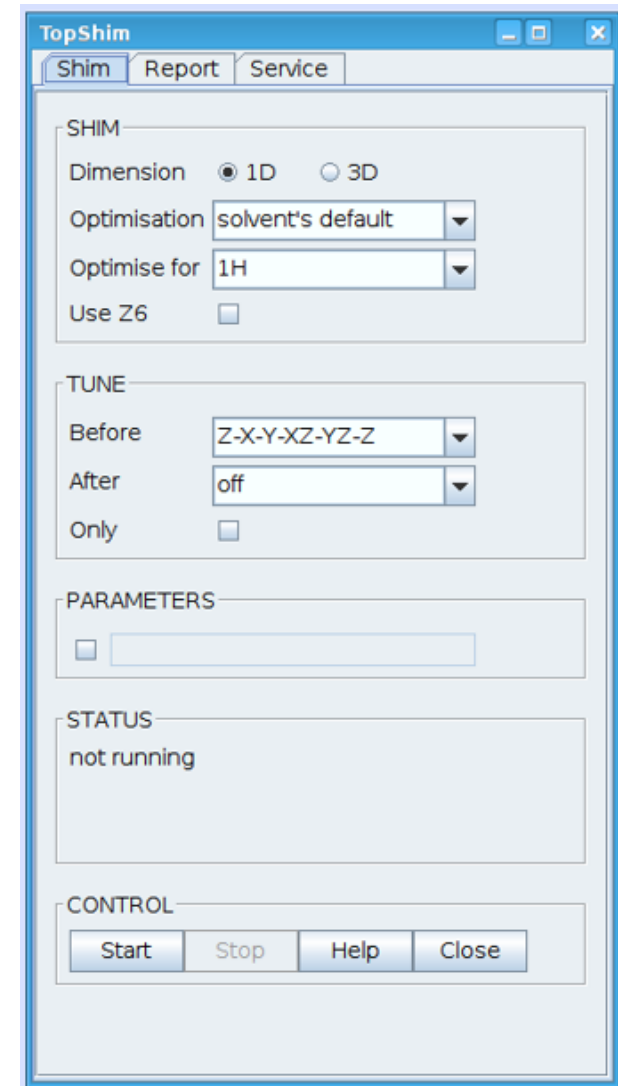 TopShim
Shim Report Service
SHIM
Dimension 1D 3D
Optimisation solvent's default
Optimise for 1H
Use Z6
TUNE
Before Z-X-Y-XZ-YZ-Z
After off
Only
PARAMETERS
STATUS
not running
CONTROL
Start Stop Help Close